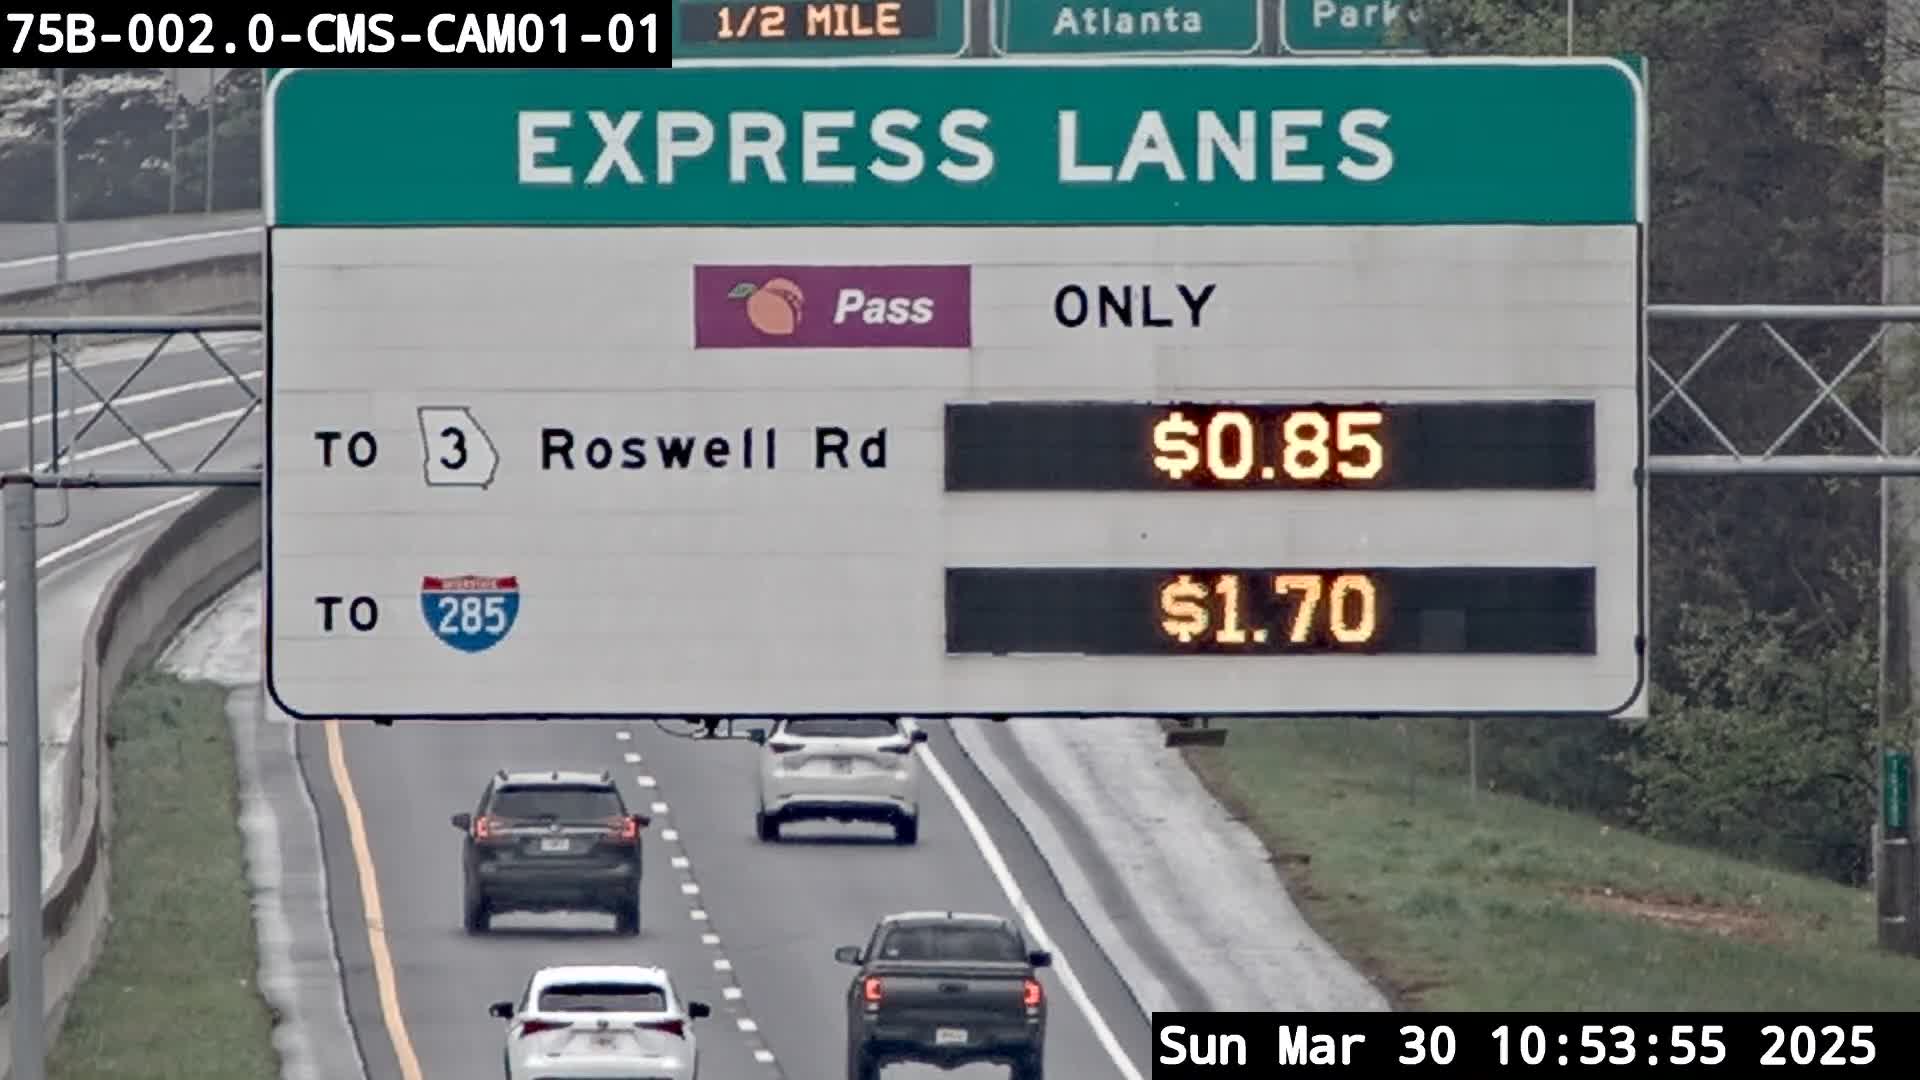 75B-002.0-CMS-CAM01-01
1/2 MILE
Atlanta
EXPRESS LANES
Pass ONLY
TO 3 Roswell Rd $0.85
TO INTERSTATE 285 $1.70
Sun Mar 30 10:53:55 2025